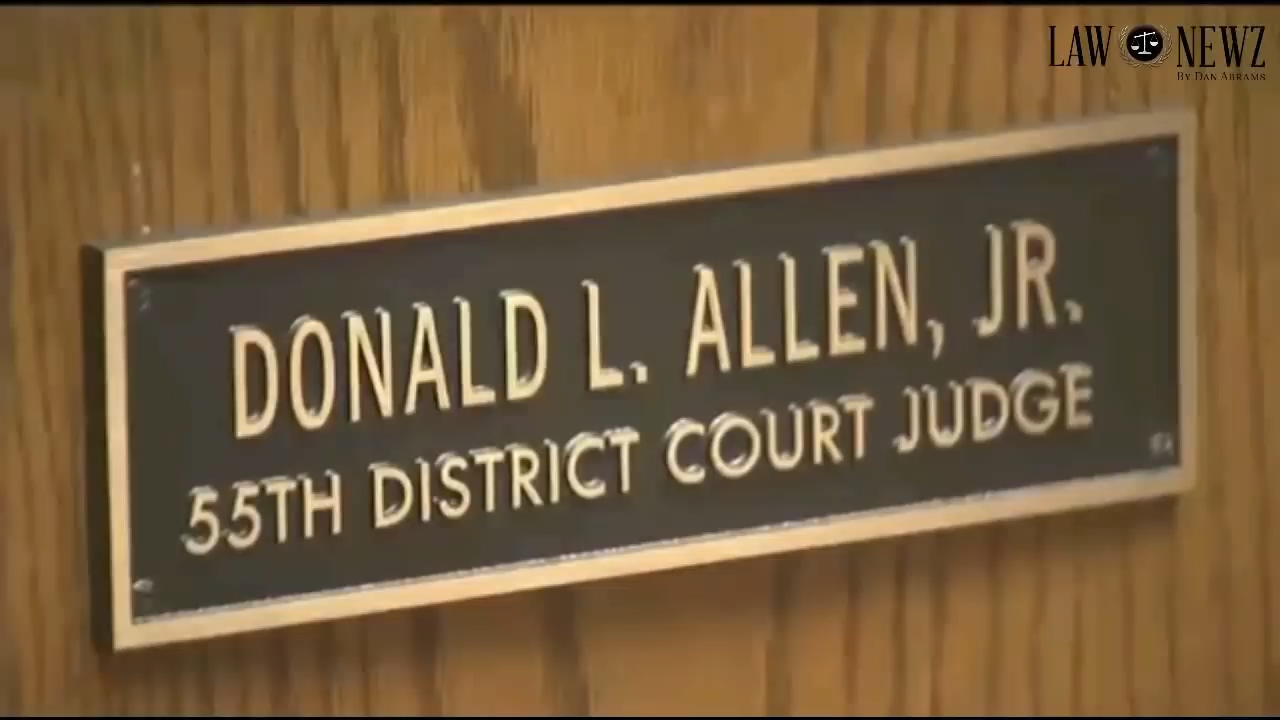 LAW NEWZ
BY DAN ABRAMS
DONALD L. ALLEN, JR.
55TH DISTRICT COURT JUDGE